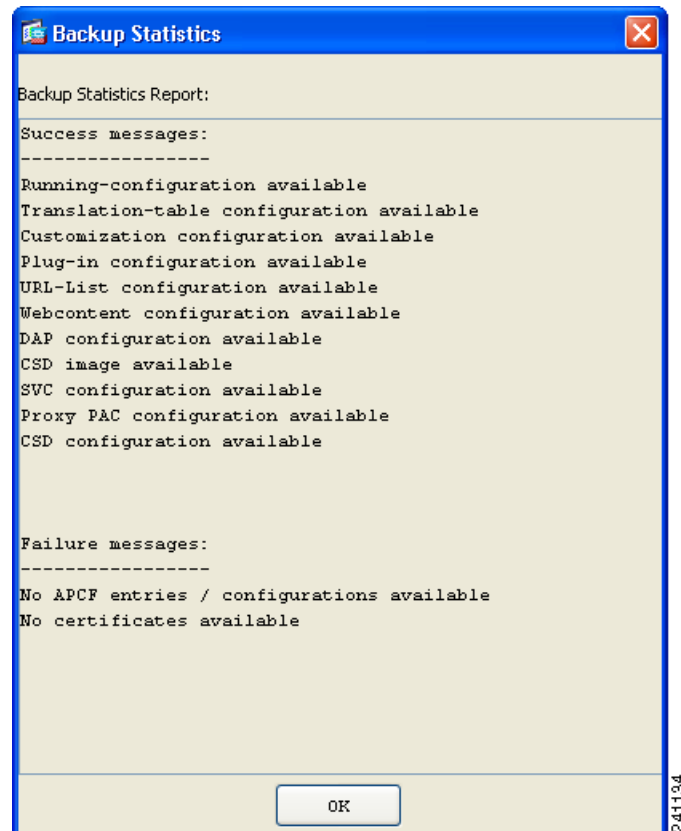 Backup Statistics
Backup Statistics Report:
Success messages:
-----------------
Running-configuration available
Translation-table configuration available
Customization configuration available
Plug-in configuration available
URL-List configuration available
Webcontent configuration available
DAP configuration available
CSD image available
SVC configuration available
Proxy PAC configuration available
CSD configuration available
Failure messages:
-----------------
No APCF entries / configurations available
No certificates available
OK
241134